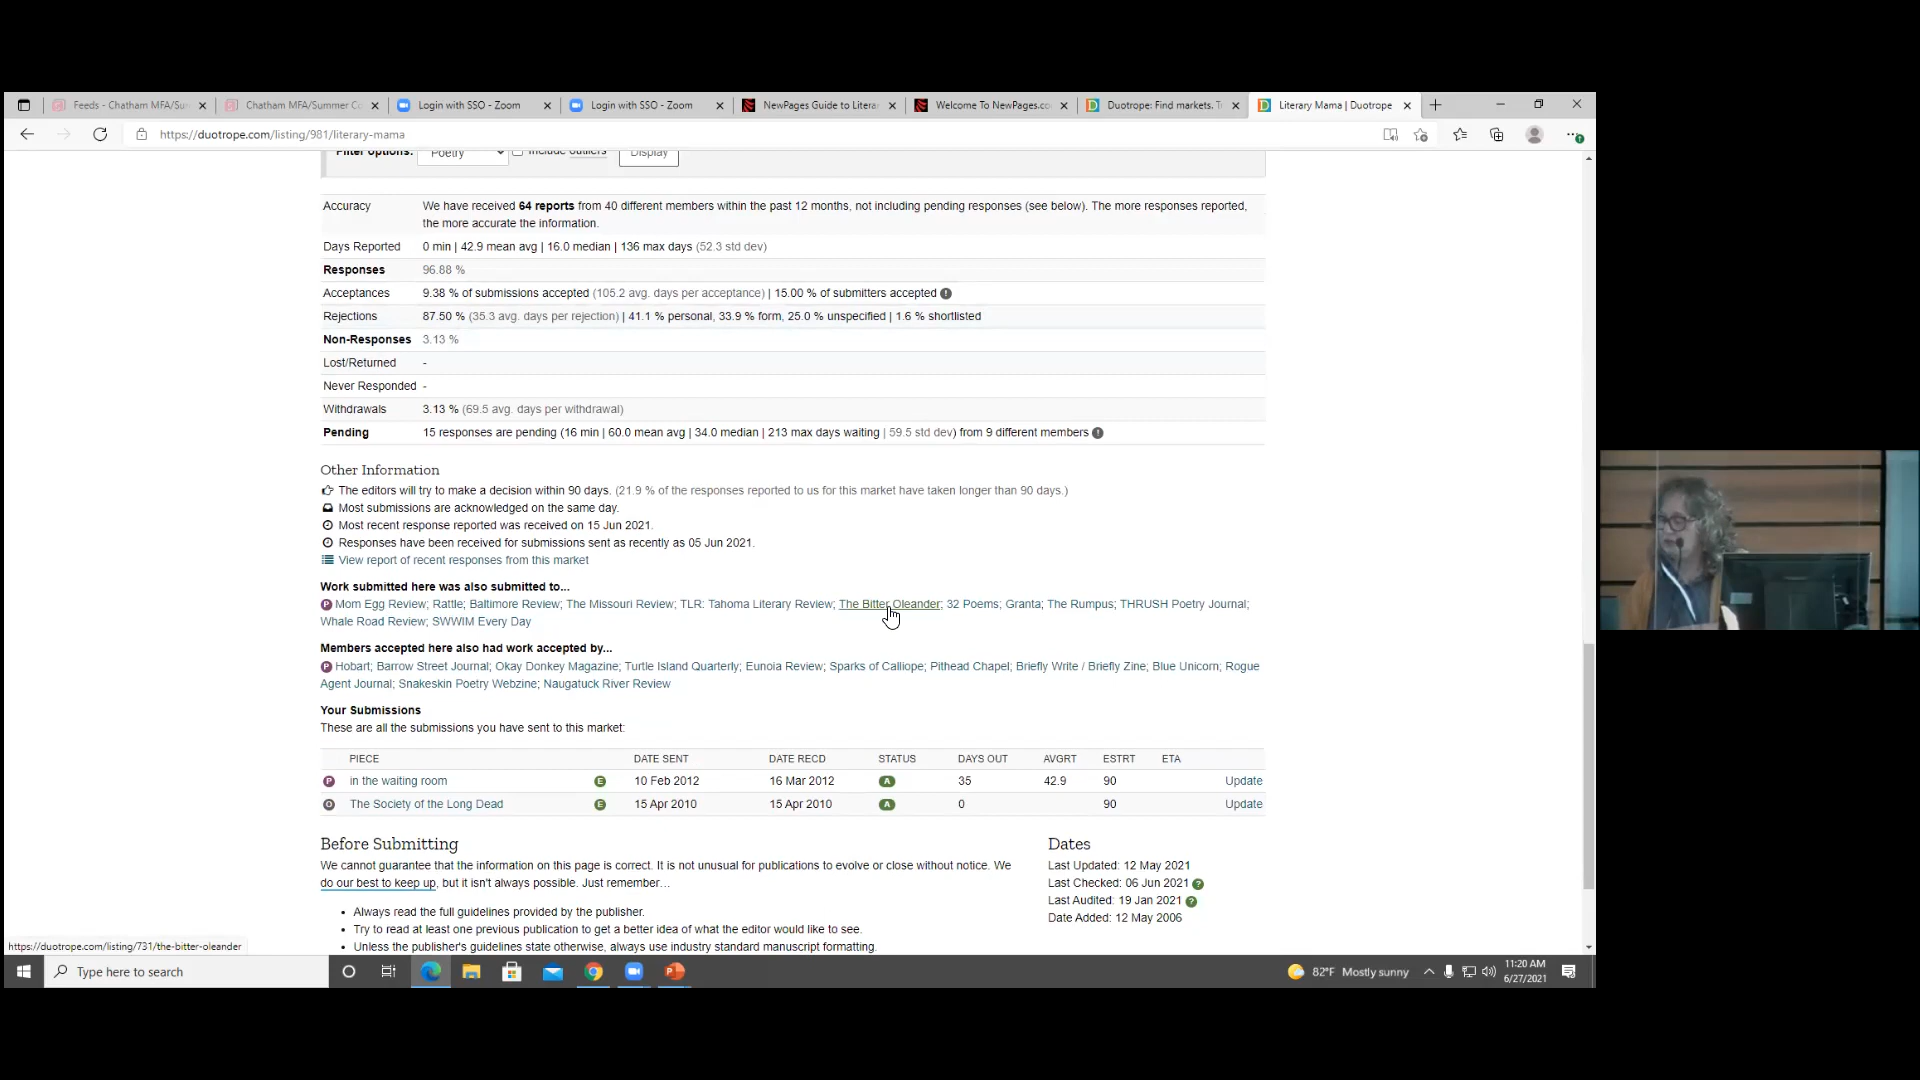 Feeds - Chatham MFA/Su
Chatham MFA/Summer C
Login with SSO - Zoom
Login with SSO - Zoom
NewPages Guide to Litera
Welcome To NewPages.co
Duotrope: Find markets. T
Literary Mama | Duotrope
https://duotrope.com/listing/981/literary-mama
Filter options: Poetry Include outliers Display
Accuracy We have received 64 reports from 40 different members within the past 12 months, not including pending responses (see below). The more responses reported,
the more accurate the information.
Days Reported 0 min | 42.9 mean avg | 16.0 median | 136 max days (52.3 std dev)
Responses 96.88 %
Acceptances 9.38 % of submissions accepted (105.2 avg. days per acceptance) | 15.00 % of submitters accepted
Rejections 87.50 % (35.3 avg. days per rejection) | 41.1 % personal, 33.9 % form, 25.0 % unspecified | 1.6 % shortlisted
Non-Responses 3.13 %
Lost/Returned -
Never Responded -
Withdrawals 3.13 % (69.5 avg. days per withdrawal)
Pending 15 responses are pending (16 min | 60.0 mean avg | 34.0 median | 213 max days waiting | 59.5 std dev) from 9 different members
Other Information
The editors will try to make a decision within 90 days. (21.9 % of the responses reported to us for this market have taken longer than 90 days.)
Most submissions are acknowledged on the same day.
Most recent response reported was received on 15 Jun 2021.
Responses have been received for submissions sent as recently as 05 Jun 2021.
View report of recent responses from this market
Work submitted here was also submitted to...
P Mom Egg Review; Rattle; Baltimore Review; The Missouri Review; TLR: Tahoma Literary Review; The Bitter Oleander; 32 Poems; Granta; The Rumpus; THRUSH Poetry Journal;
Whale Road Review; SWWIM Every Day
Members accepted here also had work accepted by...
P Hobart; Barrow Street Journal; Okay Donkey Magazine; Turtle Island Quarterly; Eunoia Review; Sparks of Calliope; Pithead Chapel; Briefly Write / Briefly Zine; Blue Unicorn; Rogue
Agent Journal; Snakeskin Poetry Webzine; Naugatuck River Review
Your Submissions
These are all the submissions you have sent to this market:
PIECE DATE SENT DATE RECD STATUS DAYS OUT AVGRT ESTRT ETA
P in the waiting room E 10 Feb 2012 16 Mar 2012 A 35 42.9 90 Update
O The Society of the Long Dead E 15 Apr 2010 15 Apr 2010 A 0 90 Update
Before Submitting
We cannot guarantee that the information on this page is correct. It is not unusual for publications to evolve or close without notice. We
do our best to keep up, but it isn't always possible. Just remember…
• Always read the full guidelines provided by the publisher.
• Try to read at least one previous publication to get a better idea of what the editor would like to see.
• Unless the publisher's guidelines state otherwise, always use industry standard manuscript formatting.
Dates
Last Updated: 12 May 2021
Last Checked: 06 Jun 2021
Last Audited: 19 Jan 2021
Date Added: 12 May 2006
https://duotrope.com/listing/731/the-bitter-oleander
Type here to search
82°F Mostly sunny
11:20 AM
6/27/2021